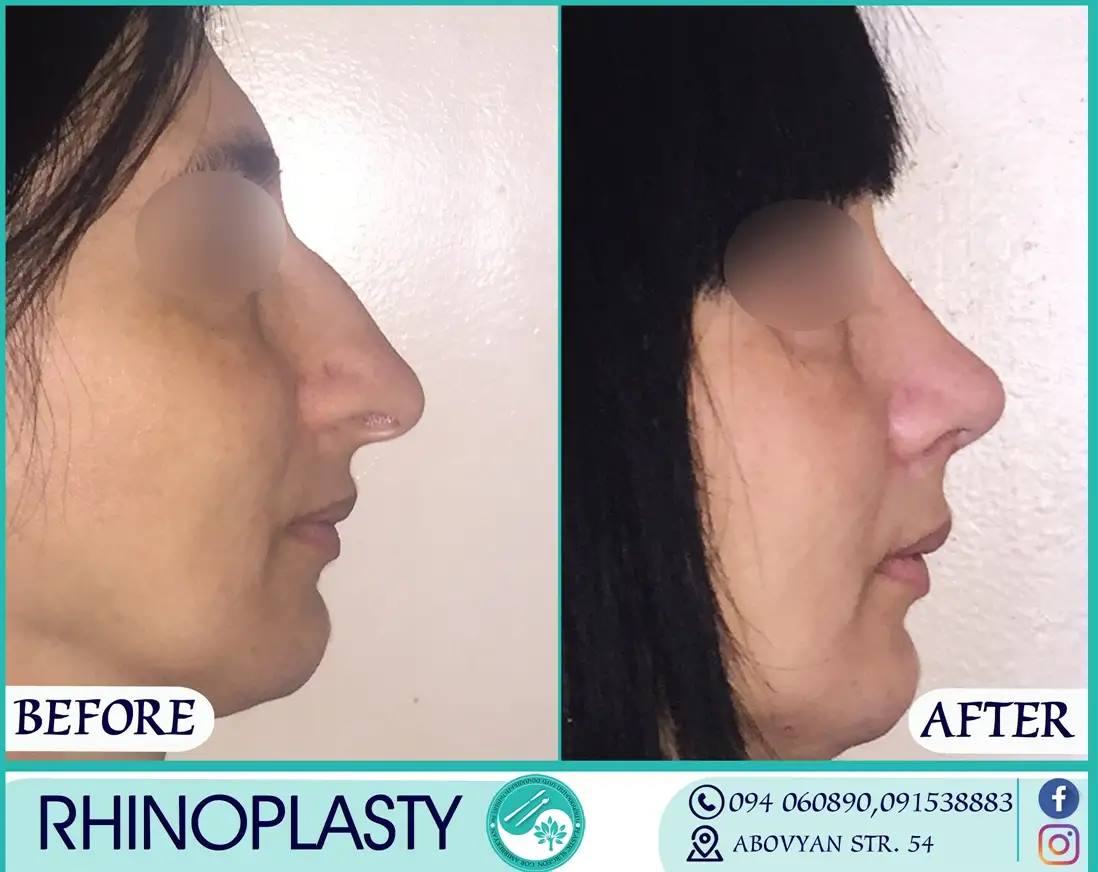 BEFORE
AFTER
RHINOPLASTY
094 060890,091538883
ABOVYAN STR. 54